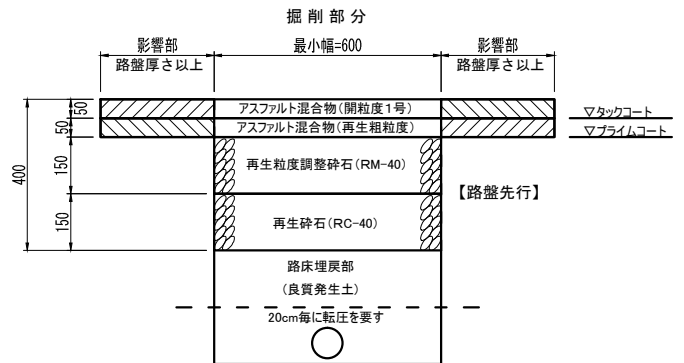 掘削部分
影響部
路盤厚さ以上
最小幅=600
影響部
路盤厚さ以上
50
アスファルト混合物(開粒度1号)
▽タックコート
50
アスファルト混合物(再生粗粒度)
▽プライムコート
400
150
再生粒度調整砕石(RM-40)
【路盤先行】
150
再生砕石(RC-40)
路床埋戻部
(良質発生土)
20cm毎に転圧を要す